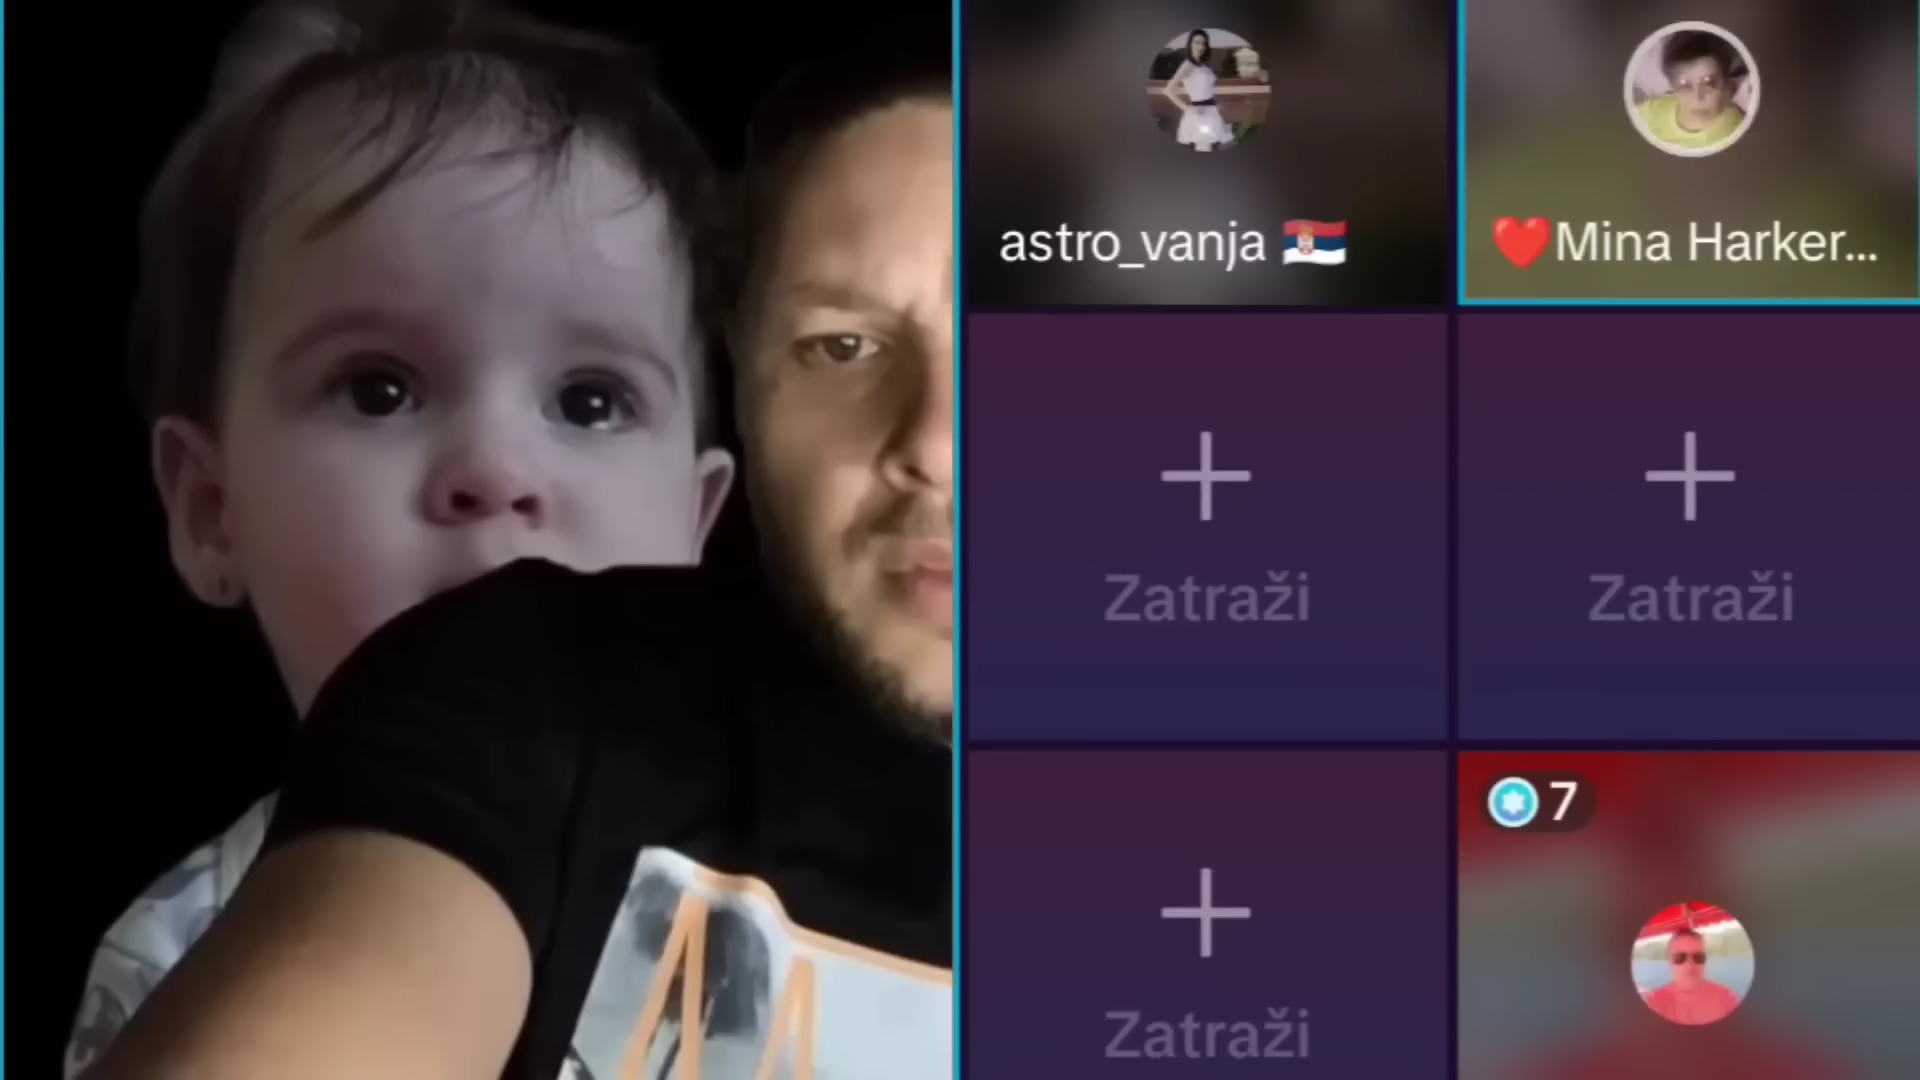 astro_vanja 🇷🇸
❤️Mina Harker...
Zatraži
Zatraži
7
Zatraži